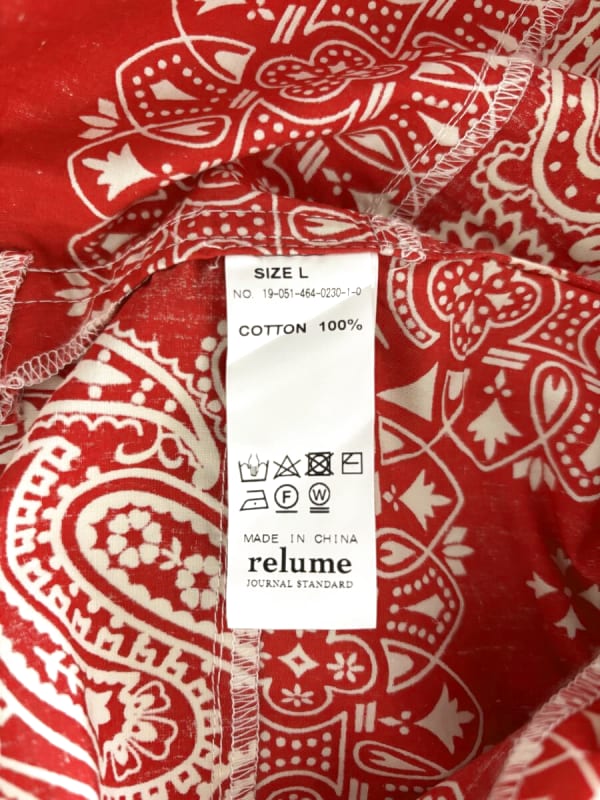 SIZE L
NO. 19-051-464-0230-1-0
COTTON 100%
F W
MADE IN CHINA
relume
JOURNAL STANDARD